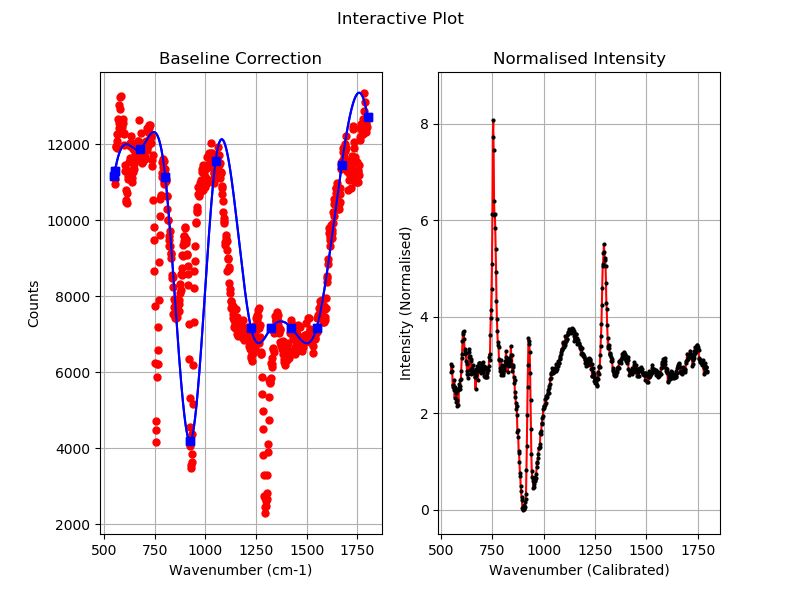 Interactive Plot
Baseline Correction
Normalised Intensity
Counts
12000
10000
8000
6000
4000
2000
500 750 1000 1250 1500 1750
Wavenumber (cm-1)
Intensity (Normalised)
8
6
4
2
0
500 750 1000 1250 1500 1750
Wavenumber (Calibrated)